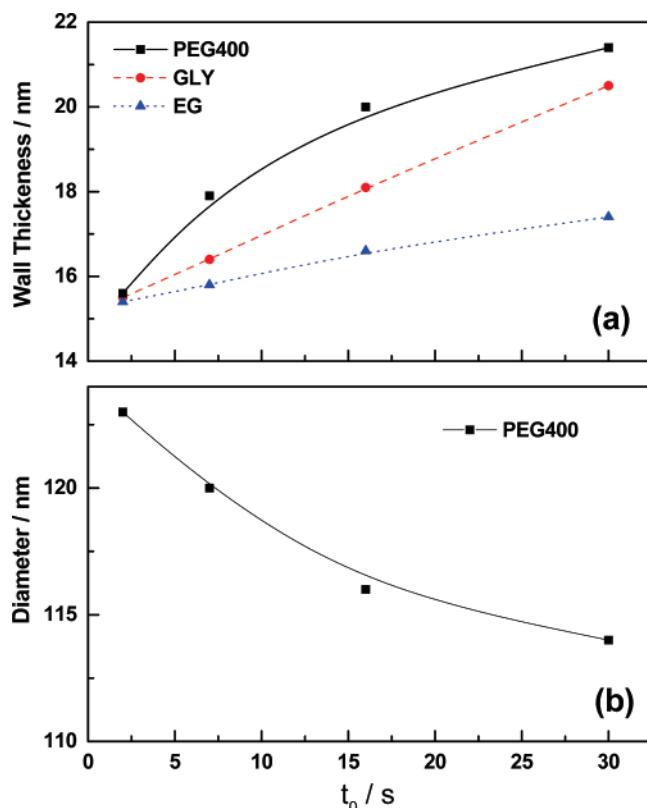 22
20
18
16
14
Wall Thickeness / nm
PEG400
GLY
EG
(a)
120
115
110
Diameter / nm
PEG400
(b)
0 5 10 15 20 25 30
t₀ / s